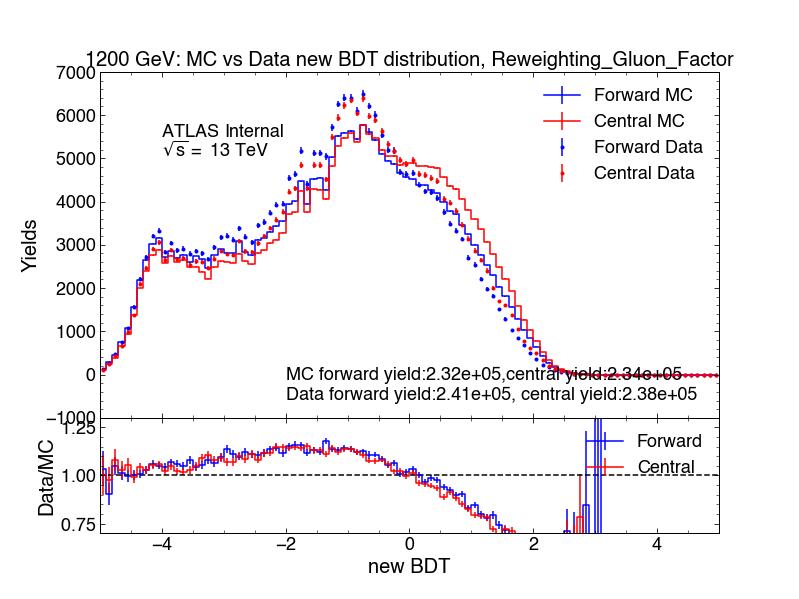 1200 GeV: MC vs Data new BDT distribution, Reweighting_Gluon_Factor
7000
6000
5000
4000
3000
2000
1000
0
−1000
Yields
ATLAS Internal
√s = 13 TeV
Forward MC
Central MC
Forward Data
Central Data
MC forward yield:2.32e+05,central yield:2.34e+05
Data forward yield:2.41e+05, central yield:2.38e+05
1.25
1.00
0.75
Data/MC
Forward
Central
−4 −2 0 2 4
new BDT